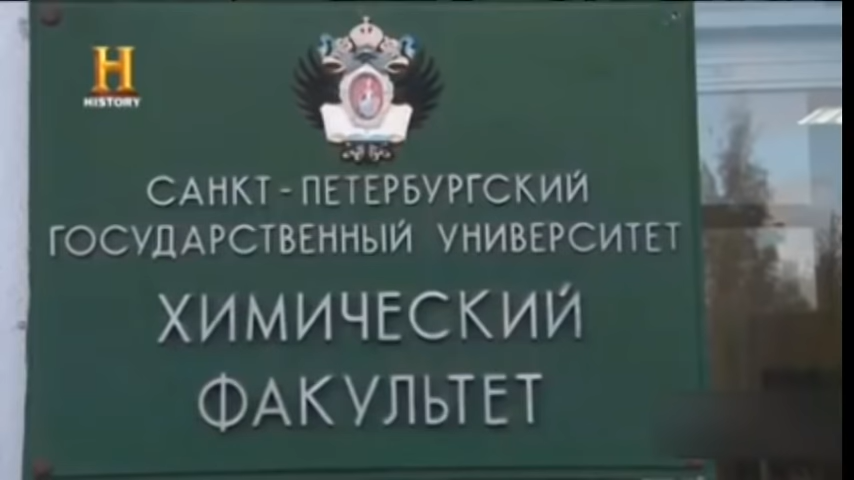 H
HISTORY
САНКТ - ПЕТЕРБУРГСКИЙ
ГОСУДАРСТВЕННЫЙ УНИВЕРСИТЕТ
ХИМИЧЕСКИЙ
ФАКУЛЬТЕТ